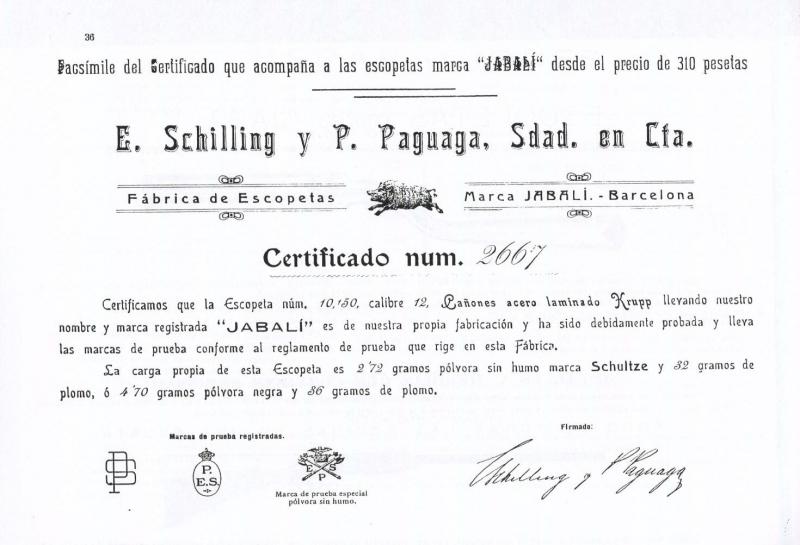 36
Facsímile del Certificado que acompaña a las escopetas marca "JABALÍ" desde el precio de 310 pesetas
E. Schilling y P. Paguaga, Sdad. en Cta.
Fábrica de Escopetas
Marca JABALÍ. - Barcelona
Certificado num. 2667
Certificamos que la Escopeta núm. 10,150, calibre 12, Cañones acero laminado Krupp llevando nuestro
nombre y marca registrada "JABALÍ" es de nuestra propia fabricación y ha sido debidamente probada y lleva
las marcas de prueba conforme al reglamento de prueba que rige en esta Fábrica.
La carga propia de esta Escopeta es 2'72 gramos pólvora sin humo marca Schultze y 32 gramos de
plomo, ó 4'70 gramos pólvora negra y 36 gramos de plomo.
Marcas de prueba registradas.
Firmado:
P.
E.S.
E S
P
Marca de prueba especial
pólvora sin humo.
E Schilling y P Paguaga